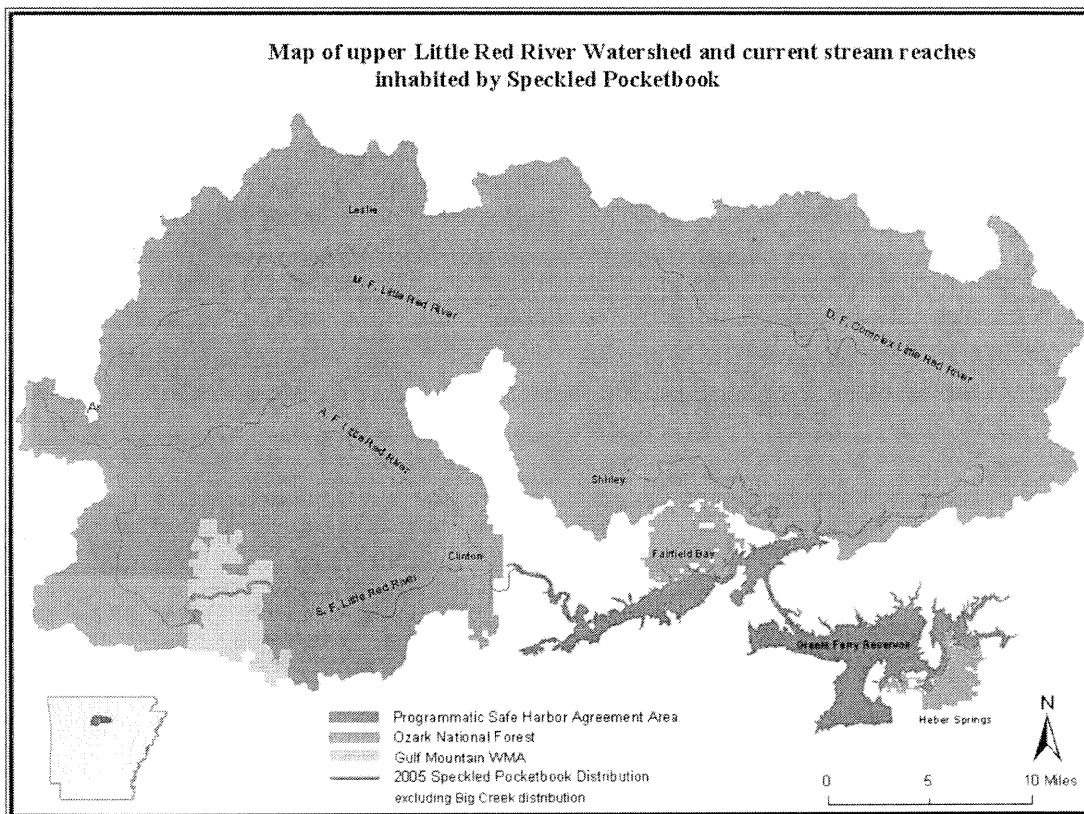 Map of upper Little Red River Watershed and current stream reaches
inhabited by Speckled Pocketbook
Leslie
M. F. Little Red River
D. F. Complex Little Red River
A. F. Little Red River
Shirley
Clinton
Fairfield Bay
S. F. Little Red River
Greers Ferry Reservoir
Heber Springs
N
Programmatic Safe Harbor Agreement Area
Ozark National Forest
Gulf Mountain WMA
2005 Speckled Pocketbook Distribution
excluding Big Creek distribution
0 5 10 Miles